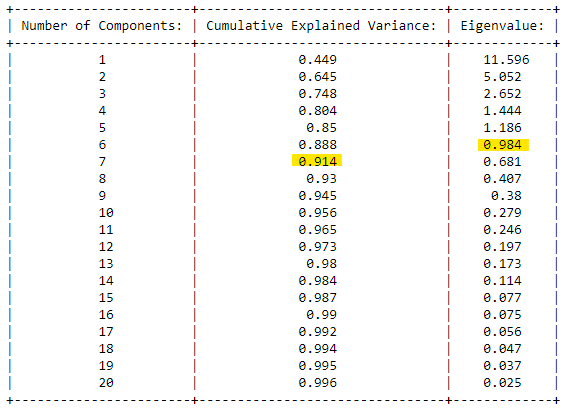 +------------------------+----------------------------------+-------------+
| Number of Components: | Cumulative Explained Variance: | Eigenvalue: |
+------------------------+----------------------------------+-------------+
| 1 | 0.449 | 11.596 |
| 2 | 0.645 | 5.052 |
| 3 | 0.748 | 2.652 |
| 4 | 0.804 | 1.444 |
| 5 | 0.85 | 1.186 |
| 6 | 0.888 | 0.984 |
| 7 | 0.914 | 0.681 |
| 8 | 0.93 | 0.407 |
| 9 | 0.945 | 0.38 |
| 10 | 0.956 | 0.279 |
| 11 | 0.965 | 0.246 |
| 12 | 0.973 | 0.197 |
| 13 | 0.98 | 0.173 |
| 14 | 0.984 | 0.114 |
| 15 | 0.987 | 0.077 |
| 16 | 0.99 | 0.075 |
| 17 | 0.992 | 0.056 |
| 18 | 0.994 | 0.047 |
| 19 | 0.995 | 0.037 |
| 20 | 0.996 | 0.025 |
+------------------------+----------------------------------+-------------+